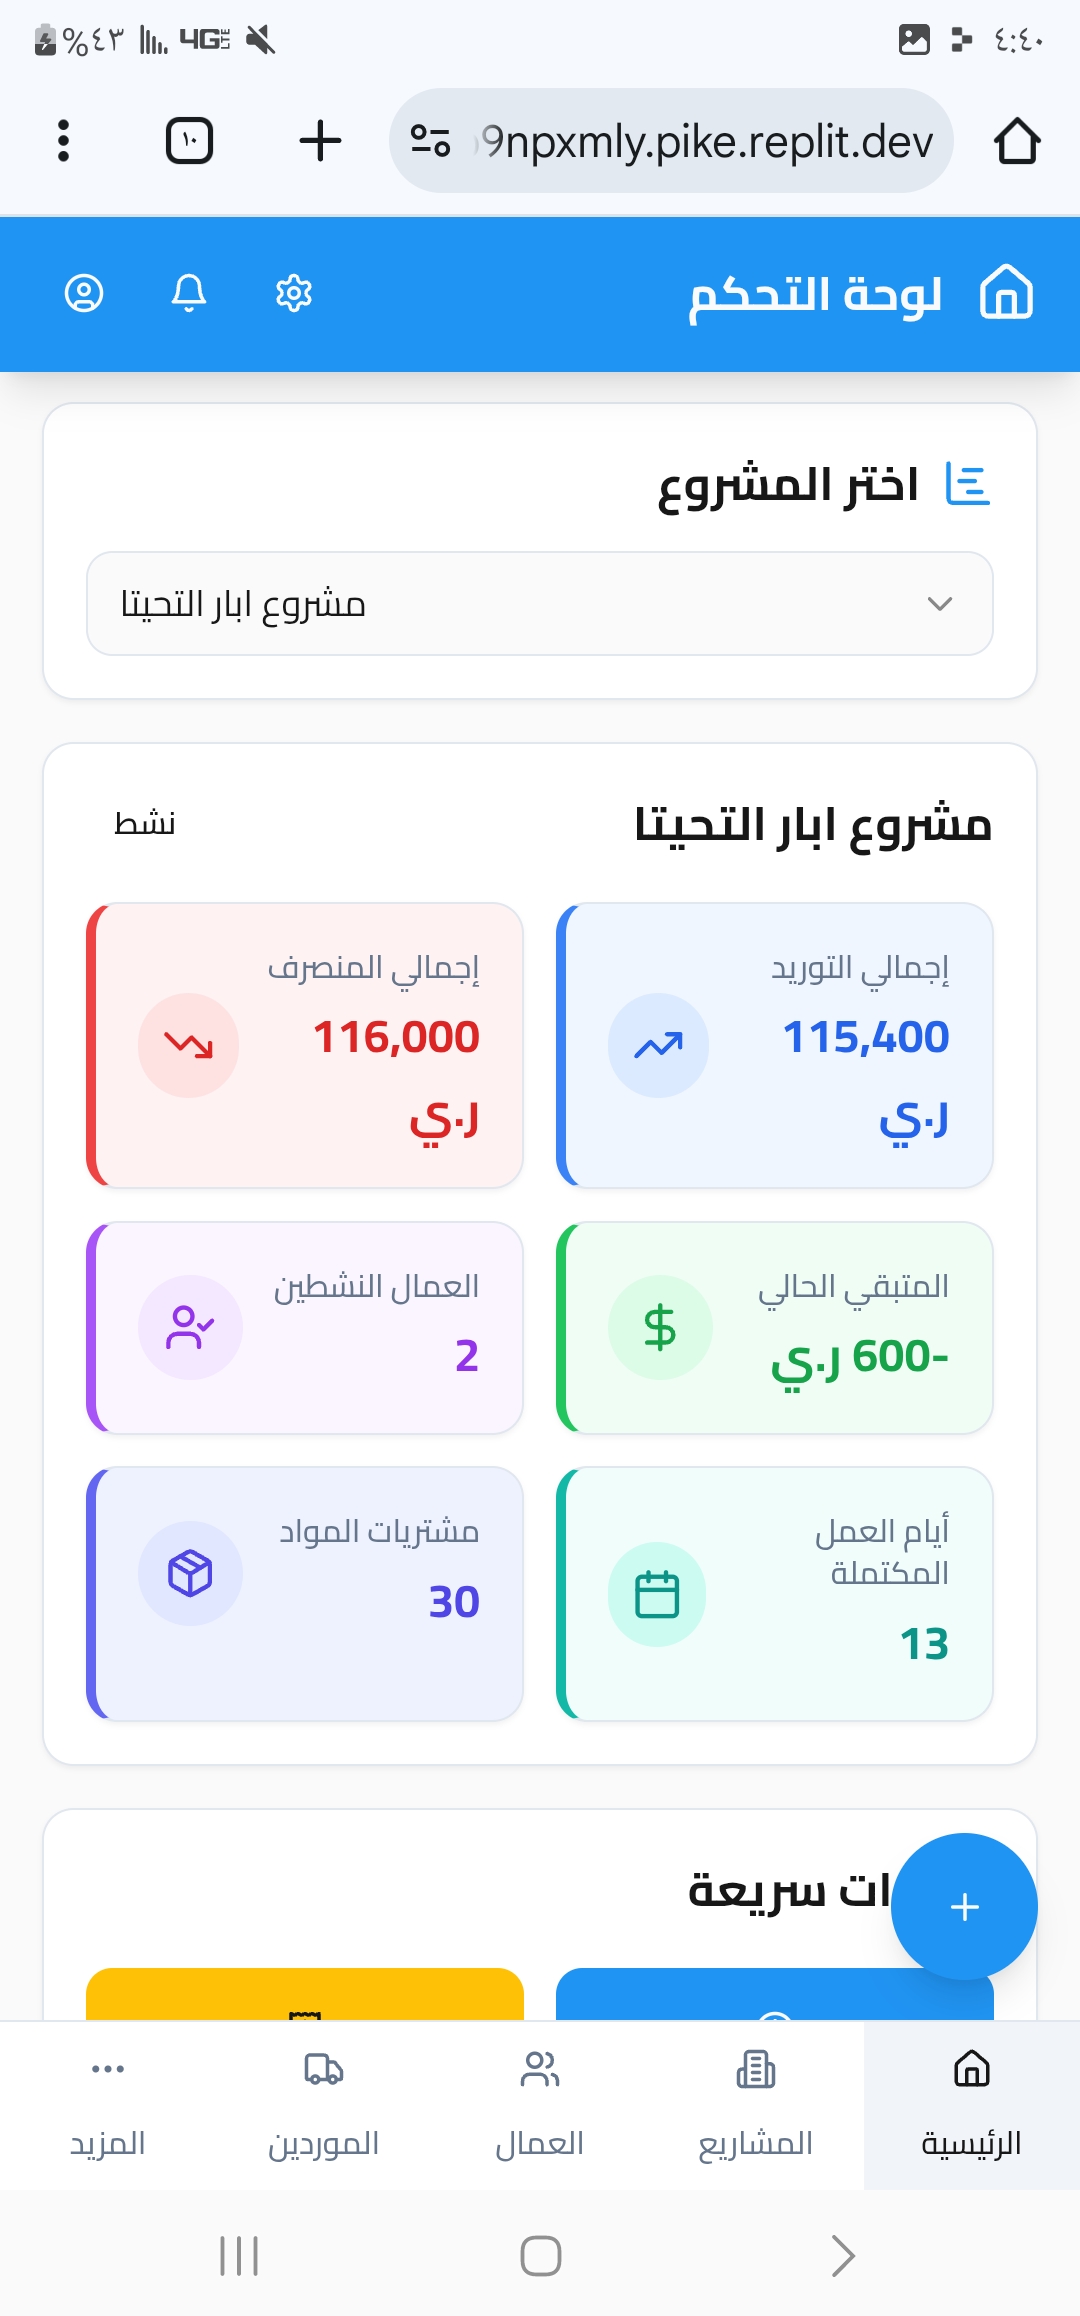 ٤:٤٠
4G LTE
%٤٣
9npxmly.pike.replit.dev
١٠
لوحة التحكم
اختر المشروع
مشروع ابار التحيتا
مشروع ابار التحيتا
نشط
إجمالي التوريد
115,400
ر.ي
إجمالي المنصرف
116,000
ر.ي
المتبقي الحالي
-600 ر.ي
العمال النشطين
2
أيام العمل
المكتملة
13
مشتريات المواد
30
ات سريعة
الرئيسية
المشاريع
العمال
الموردين
المزيد